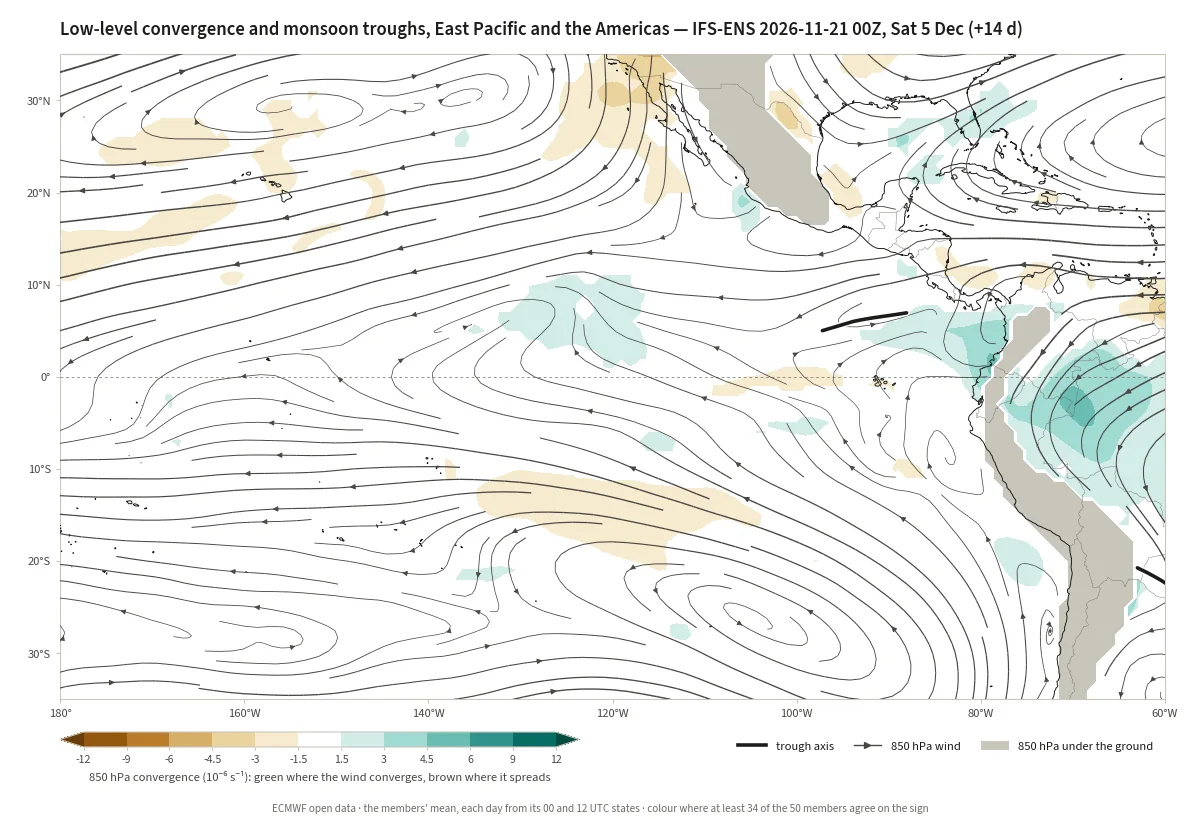 Low-level convergence and monsoon troughs, East Pacific and the Americas — IFS-ENS 2026-11-21 00Z, Sat 5 Dec (+14 d)
30°N
20°N
10°N
0°
10°S
20°S
30°S
180° 160°W 140°W 120°W 100°W 80°W 60°W
-12 -9 -6 -4.5 -3 -1.5 1.5 3 4.5 6 9 12
850 hPa convergence (10⁻⁶ s⁻¹): green where the wind converges, brown where it spreads
trough axis 850 hPa wind 850 hPa under the ground
ECMWF open data · the members' mean, each day from its 00 and 12 UTC states · colour where at least 34 of the 50 members agree on the sign